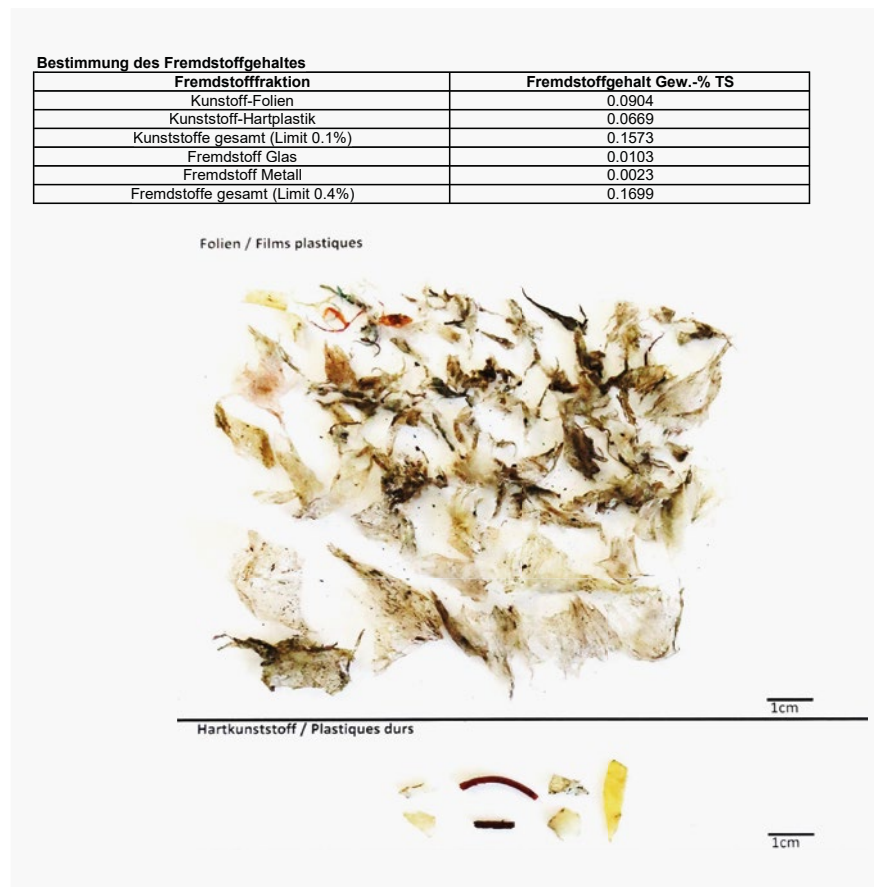 Bestimmung des Fremdstoffgehaltes
Fremdstofffraktion Fremdstoffgehalt Gew.-% TS
Kunstoff-Folien 0.0904
Kunststoff-Hartplastik 0.0669
Kunststoffe gesamt (Limit 0.1%) 0.1573
Fremdstoff Glas 0.0103
Fremdstoff Metall 0.0023
Fremdstoffe gesamt (Limit 0.4%) 0.1699
Folien / Films plastiques
1cm
Hartkunststoff / Plastiques durs
1cm